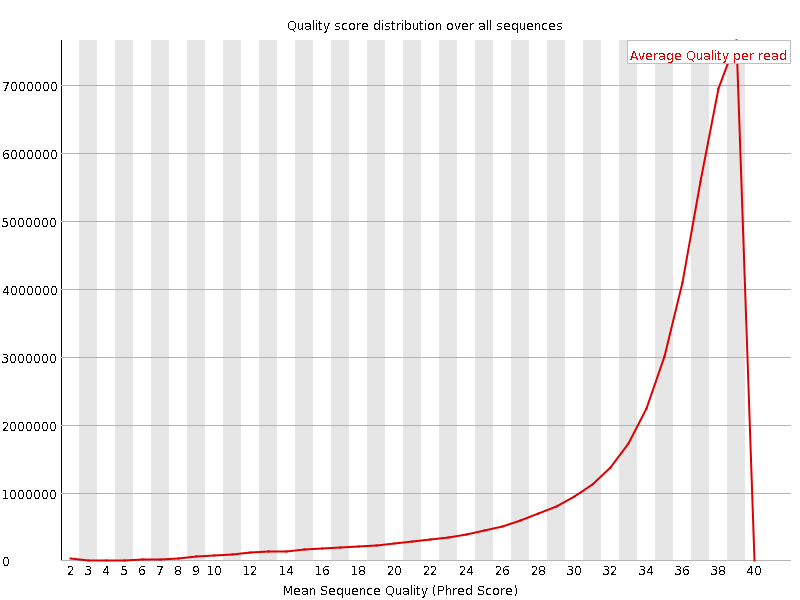 Quality score distribution over all sequences
Average Quality per read
7000000
6000000
5000000
4000000
3000000
2000000
1000000
0
2 3 4 5 6 7 8 9 10 12 14 16 18 20 22 24 26 28 30 32 34 36 38 40
Mean Sequence Quality (Phred Score)